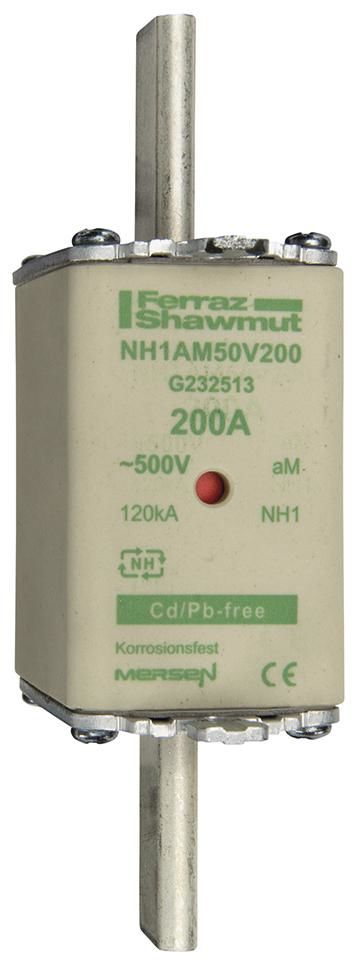 Ferraz
Shawmut
NH1AM50V200
G232513
200A
~500V aM
120kA NH1
NH
Cd/Pb-free
Korrosionsfest
MERSEN CE